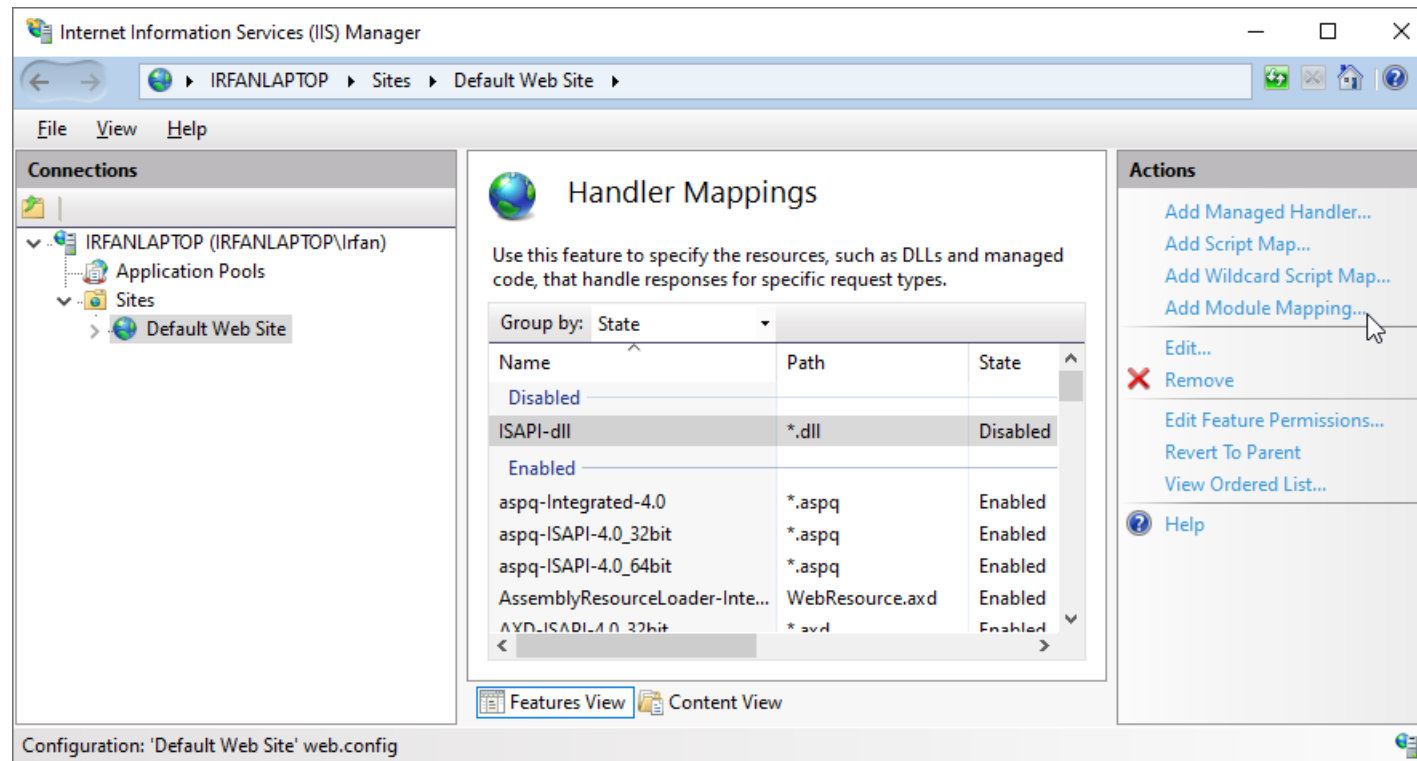 Internet Information Services (IIS) Manager
IRFANLAPTOP Sites Default Web Site
File View Help
Connections
IRFANLAPTOP (IRFANLAPTOP\Irfan)
Application Pools
Sites
Default Web Site
Handler Mappings
Use this feature to specify the resources, such as DLLs and managed
code, that handle responses for specific request types.
Group by: State
Name Path State
Disabled
ISAPI-dll *.dll Disabled
Enabled
aspq-Integrated-4.0 *.aspq Enabled
aspq-ISAPI-4.0_32bit *.aspq Enabled
aspq-ISAPI-4.0_64bit *.aspq Enabled
AssemblyResourceLoader-Inte... WebResource.axd Enabled
AXD-ISAPI-4.0_32bit *.axd Enabled
Features View Content View
Actions
Add Managed Handler...
Add Script Map...
Add Wildcard Script Map...
Add Module Mapping...
Edit...
Remove
Edit Feature Permissions...
Revert To Parent
View Ordered List...
Help
Configuration: 'Default Web Site' web.config